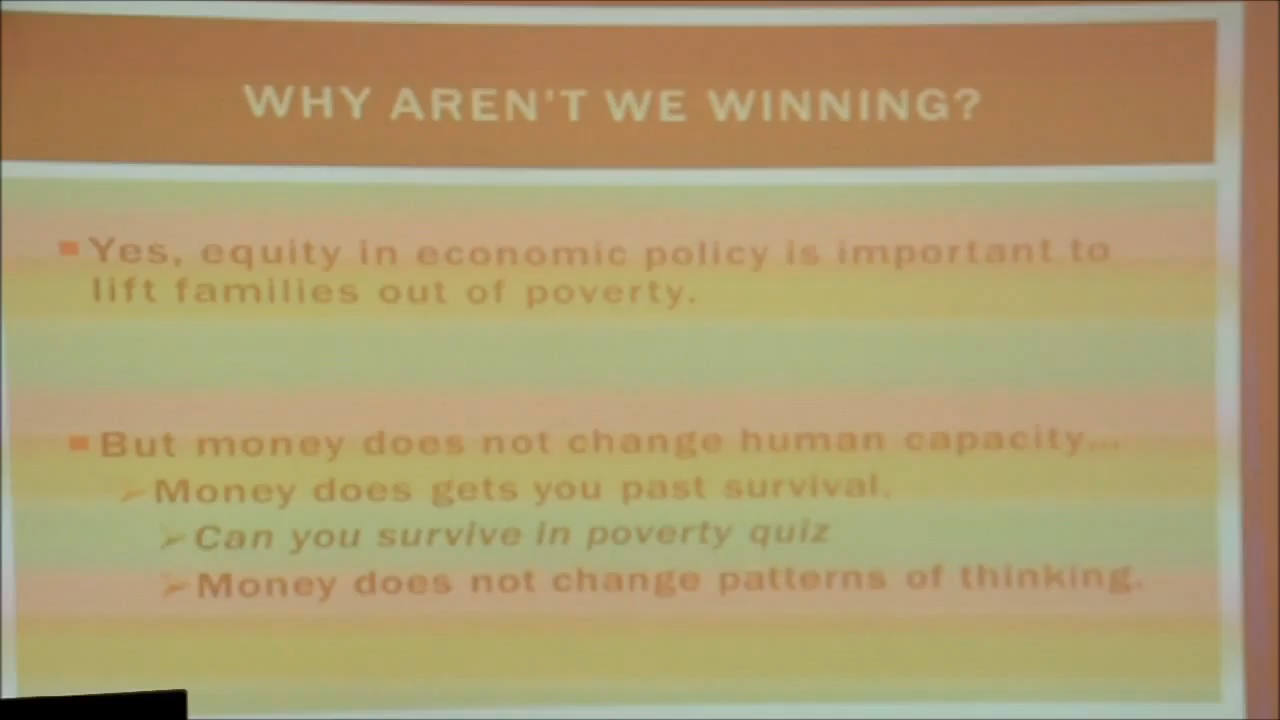 WHY AREN'T WE WINNING?
Yes, equity in economic policy is important to
lift families out of poverty.
But money does not change human capacity...
Money does gets you past survival.
Can you survive in poverty quiz
Money does not change patterns of thinking.